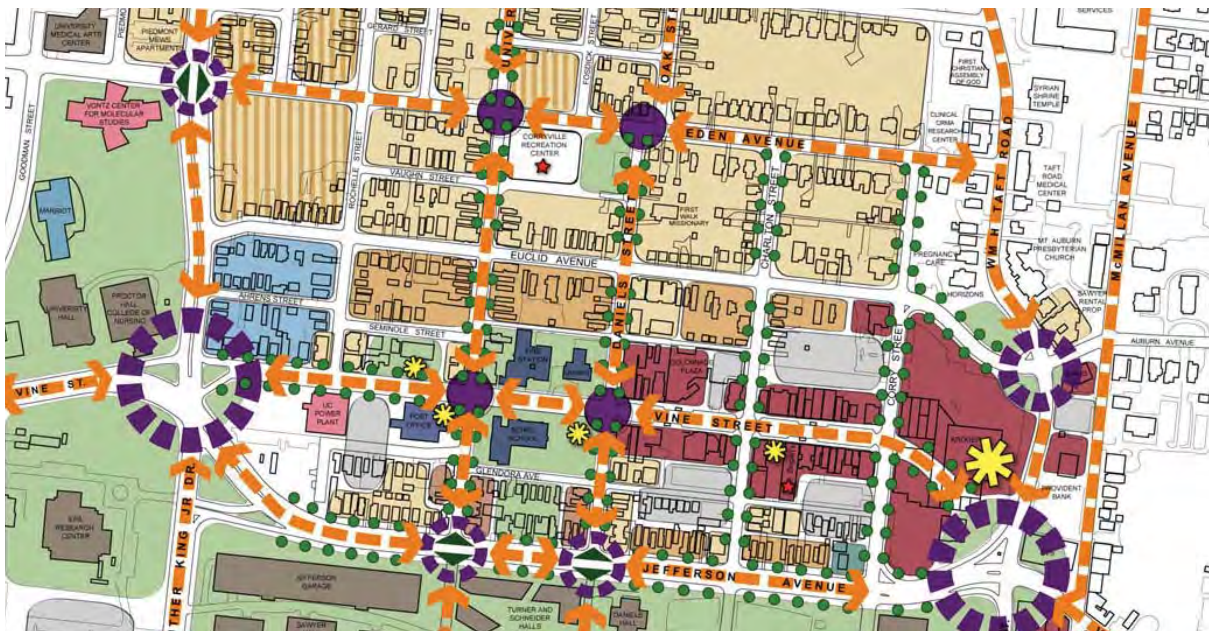 UNIVERSITY
MEDICAL ARTS
CENTER
PIEDMONT
MEWS
APARTMENTS
GERARD STREET
UNIVER
OAK ST
SERVICES
FIRST
CHRISTIAN
ASSEMBLY
OF GOD
SYRIAN
SHRINE
TEMPLE
VONTZ CENTER
FOR MOLECULAR
STUDIES
GOODMAN STREET
CORRYVILLE
RECREATION
CENTER
EDEN AVENUE
CLINICAL
CRMA
RESEARCH
CENTER
ROCHELLE
STREET
VAUGHN STREET
TAFT
ROAD
MEDICAL
CENTER
WM H TAFT ROAD
McMILLAN AVENUE
MARRIOT
FIRST
WALK
MISSIONARY
CHARLTON STREET
DANIELS STREET
EUCLID AVENUE
PREGNANCY
CARE
MT AUBURN
PRESBYTERIAN
CHURCH
HORIZONS
SAWYER
RENTAL
PROP
AHRENS STREET
UNIVERSITY
HALL
PROCTOR
HALL
COLLEGE OF
NURSING
SEMINOLE STREET
FIRE
STATION
PLAZA
CORRY STREET
AUBURN AVENUE
VINE ST.
UC
POWER
PLANT
POST
OFFICE
SCHOOL
VINE STREET
PROVIDENT
BANK
GLENDORA AVE
EPA
RESEARCH
CENTER
THER KING JR DR.
JEFFERSON
GARAGE
JEFFERSON AVENUE
TURNER AND
SCHNEIDER
HALLS
DANIELS
HALL
SAWYER